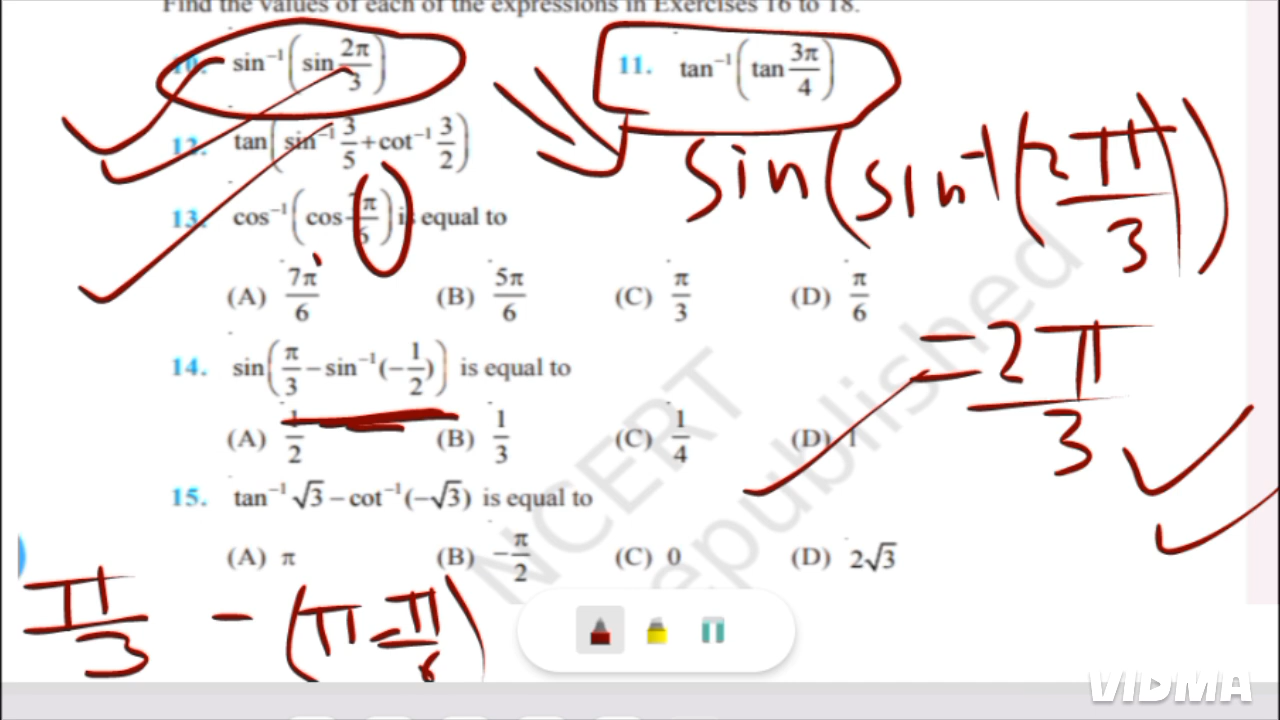 Find the values of each of the expressions in Exercises 16 to 18.
10. sin⁻¹(sin 2π/3) 11. tan⁻¹(tan 3π/4)
12. tan(sin⁻¹ 3/5 + cot⁻¹ 3/2)
sin(sin⁻¹(2π/3))
13. cos⁻¹(cos π/6) is equal to
(A) 7π/6 (B) 5π/6 (C) π/3 (D) π/6
= 2π/3
14. sin(π/3 − sin⁻¹(−1/2)) is equal to
(A) 1/2 (B) 1/3 (C) 1/4 (D) 1
15. tan⁻¹ √3 − cot⁻¹(−√3) is equal to
(A) π (B) −π/2 (C) 0 (D) 2√3
π/3 − (π − π/6)
NCERT
republished
VIDMA